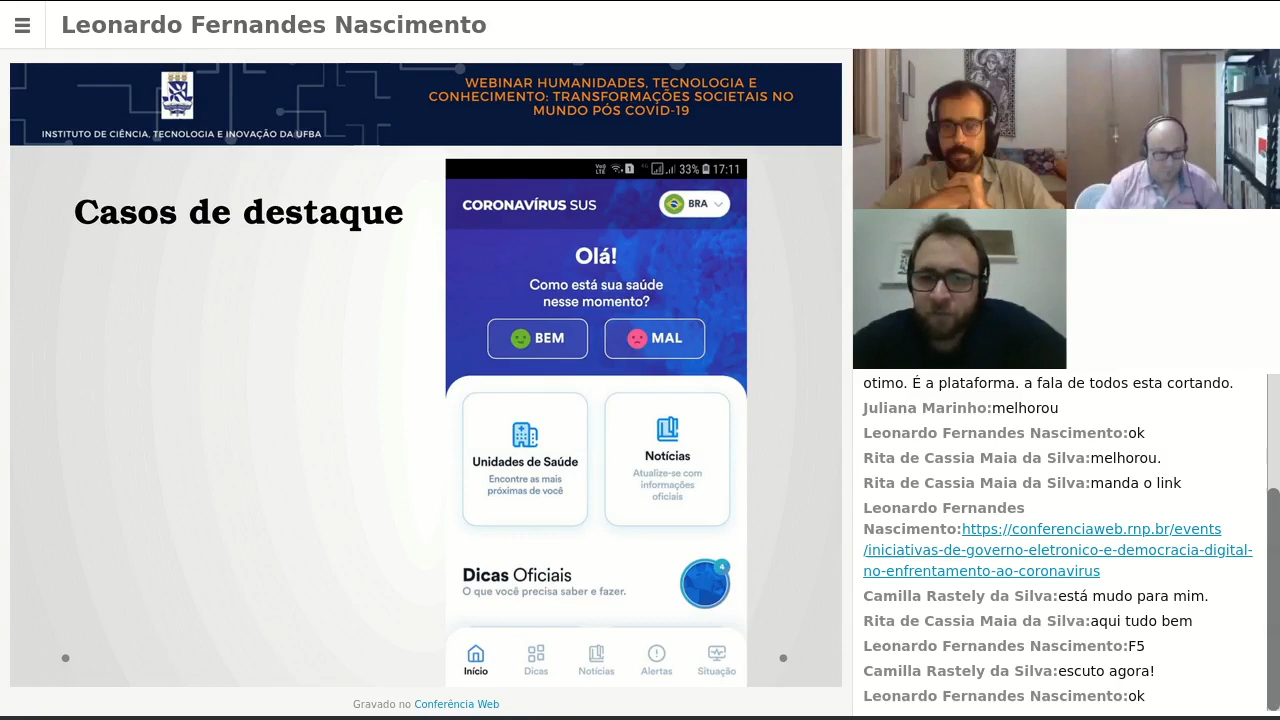 Leonardo Fernandes Nascimento
INSTITUTO DE CIÊNCIA, TECNOLOGIA E INOVAÇÃO DA UFBA
WEBINAR HUMANIDADES, TECNOLOGIA E
CONHECIMENTO: TRANSFORMAÇÕES SOCIETAIS NO
MUNDO PÓS COVID-19
Casos de destaque
33% 17:11
CORONAVÍRUS SUS
BRA
Olá!
Como está sua saúde
nesse momento?
BEM
MAL
Unidades de Saúde
Encontre as mais
próximas de você
Notícias
Atualize-se com
informações
oficiais
Dicas Oficiais
O que você precisa saber e fazer.
4
Início
Dicas
Notícias
Alertas
Situação
Gravado no Conferência Web
otimo. É a plataforma. a fala de todos esta cortando.
Juliana Marinho:melhorou
Leonardo Fernandes Nascimento:ok
Rita de Cassia Maia da Silva:melhorou.
Rita de Cassia Maia da Silva:manda o link
Leonardo Fernandes
Nascimento:https://conferenciaweb.rnp.br/events
/iniciativas-de-governo-eletronico-e-democracia-digital-
no-enfrentamento-ao-coronavirus
Camilla Rastely da Silva:está mudo para mim.
Rita de Cassia Maia da Silva:aqui tudo bem
Leonardo Fernandes Nascimento:F5
Camilla Rastely da Silva:escuto agora!
Leonardo Fernandes Nascimento:ok